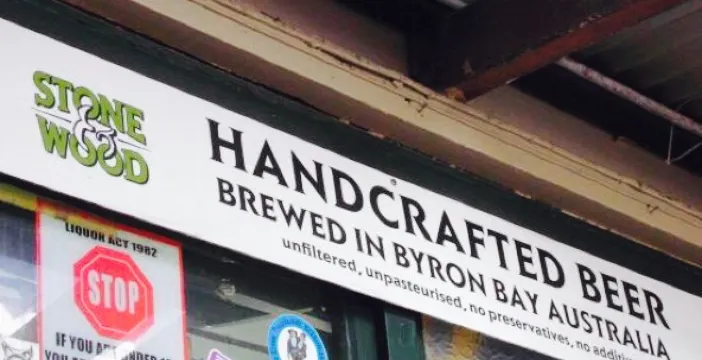 STONE
&
WOOD
HANDCRAFTED BEER
BREWED IN BYRON BAY AUSTRALIA
unfiltered, unpasteurised, no preservatives, no
LIQUOR ACT 1982
STOP
IF YOU ARE UNDER